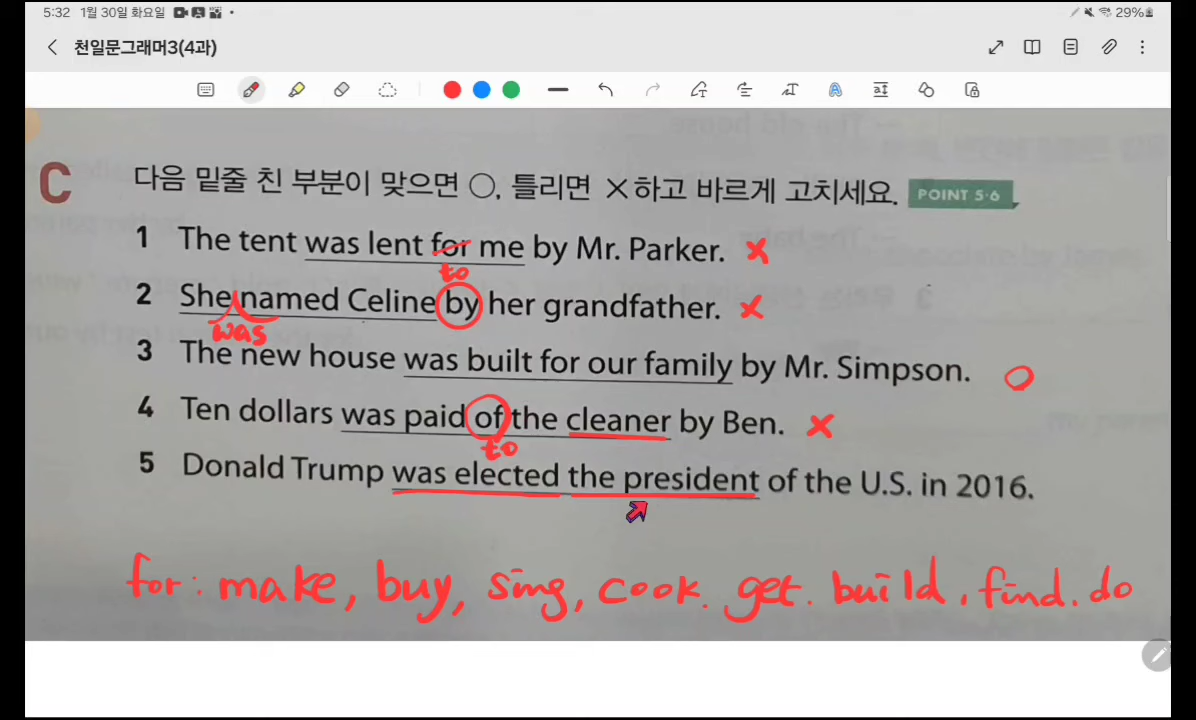 5:32 1월 30일 화요일 29%
천일문그래머3(4과)
C 다음 밑줄 친 부분이 맞으면 ○, 틀리면 ×하고 바르게 고치세요. POINT 5·6
1 The tent was lent for me by Mr. Parker. ×
to
2 She named Celine by her grandfather. ×
was
3 The new house was built for our family by Mr. Simpson. ○
4 Ten dollars was paid of the cleaner by Ben. ×
to
5 Donald Trump was elected the president of the U.S. in 2016.
for: make, buy, sing, cook. get. build, find. do